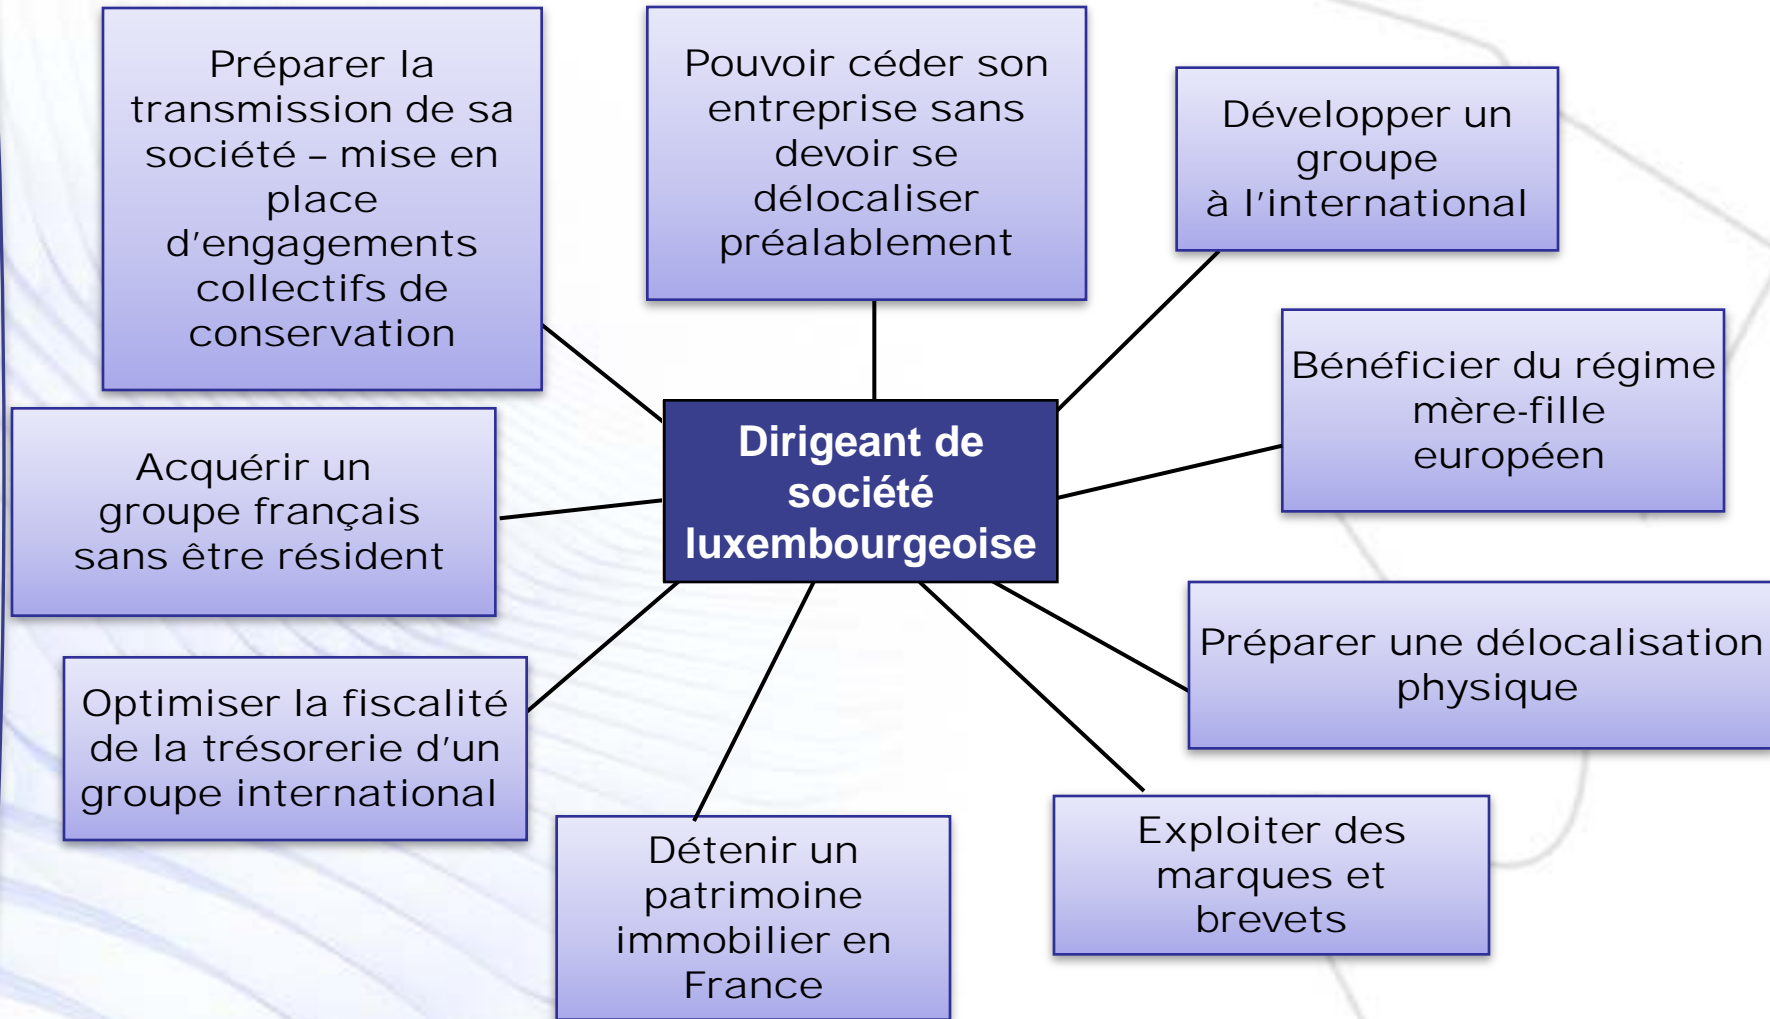 Préparer la
transmission de sa
société – mise en
place
d'engagements
collectifs de
conservation
Pouvoir céder son
entreprise sans
devoir se
délocaliser
préalablement
Développer un
groupe
à l'international
Bénéficier du régime
mère-fille
européen
Dirigeant de
société
luxembourgeoise
Acquérir un
groupe français
sans être résident
Préparer une délocalisation
physique
Optimiser la fiscalité
de la trésorerie d'un
groupe international
Détenir un
patrimoine
immobilier en
France
Exploiter des
marques et
brevets